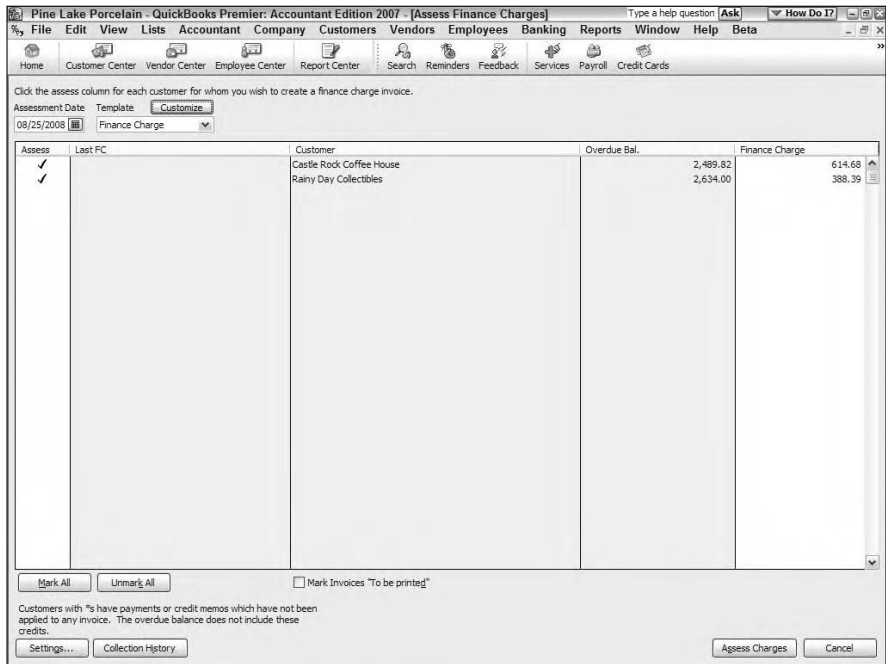 Pine Lake Porcelain - QuickBooks Premier: Accountant Edition 2007 - [Assess Finance Charges] Type a help question Ask How Do I?
File Edit View Lists Accountant Company Customers Vendors Employees Banking Reports Window Help Beta
Home Customer Center Vendor Center Employee Center Report Center Search Reminders Feedback Services Payroll Credit Cards
Click the assess column for each customer for whom you wish to create a finance charge invoice.
Assessment Date Template Customize
08/25/2008 Finance Charge
Assess Last FC Customer Overdue Bal. Finance Charge
Castle Rock Coffee House 2,489.82 614.68
Rainy Day Collectibles 2,634.00 388.39
Mark All Unmark All Mark Invoices "To be printed"
Customers with *s have payments or credit memos which have not been
applied to any invoice. The overdue balance does not include these
credits.
Settings... Collection History Assess Charges Cancel